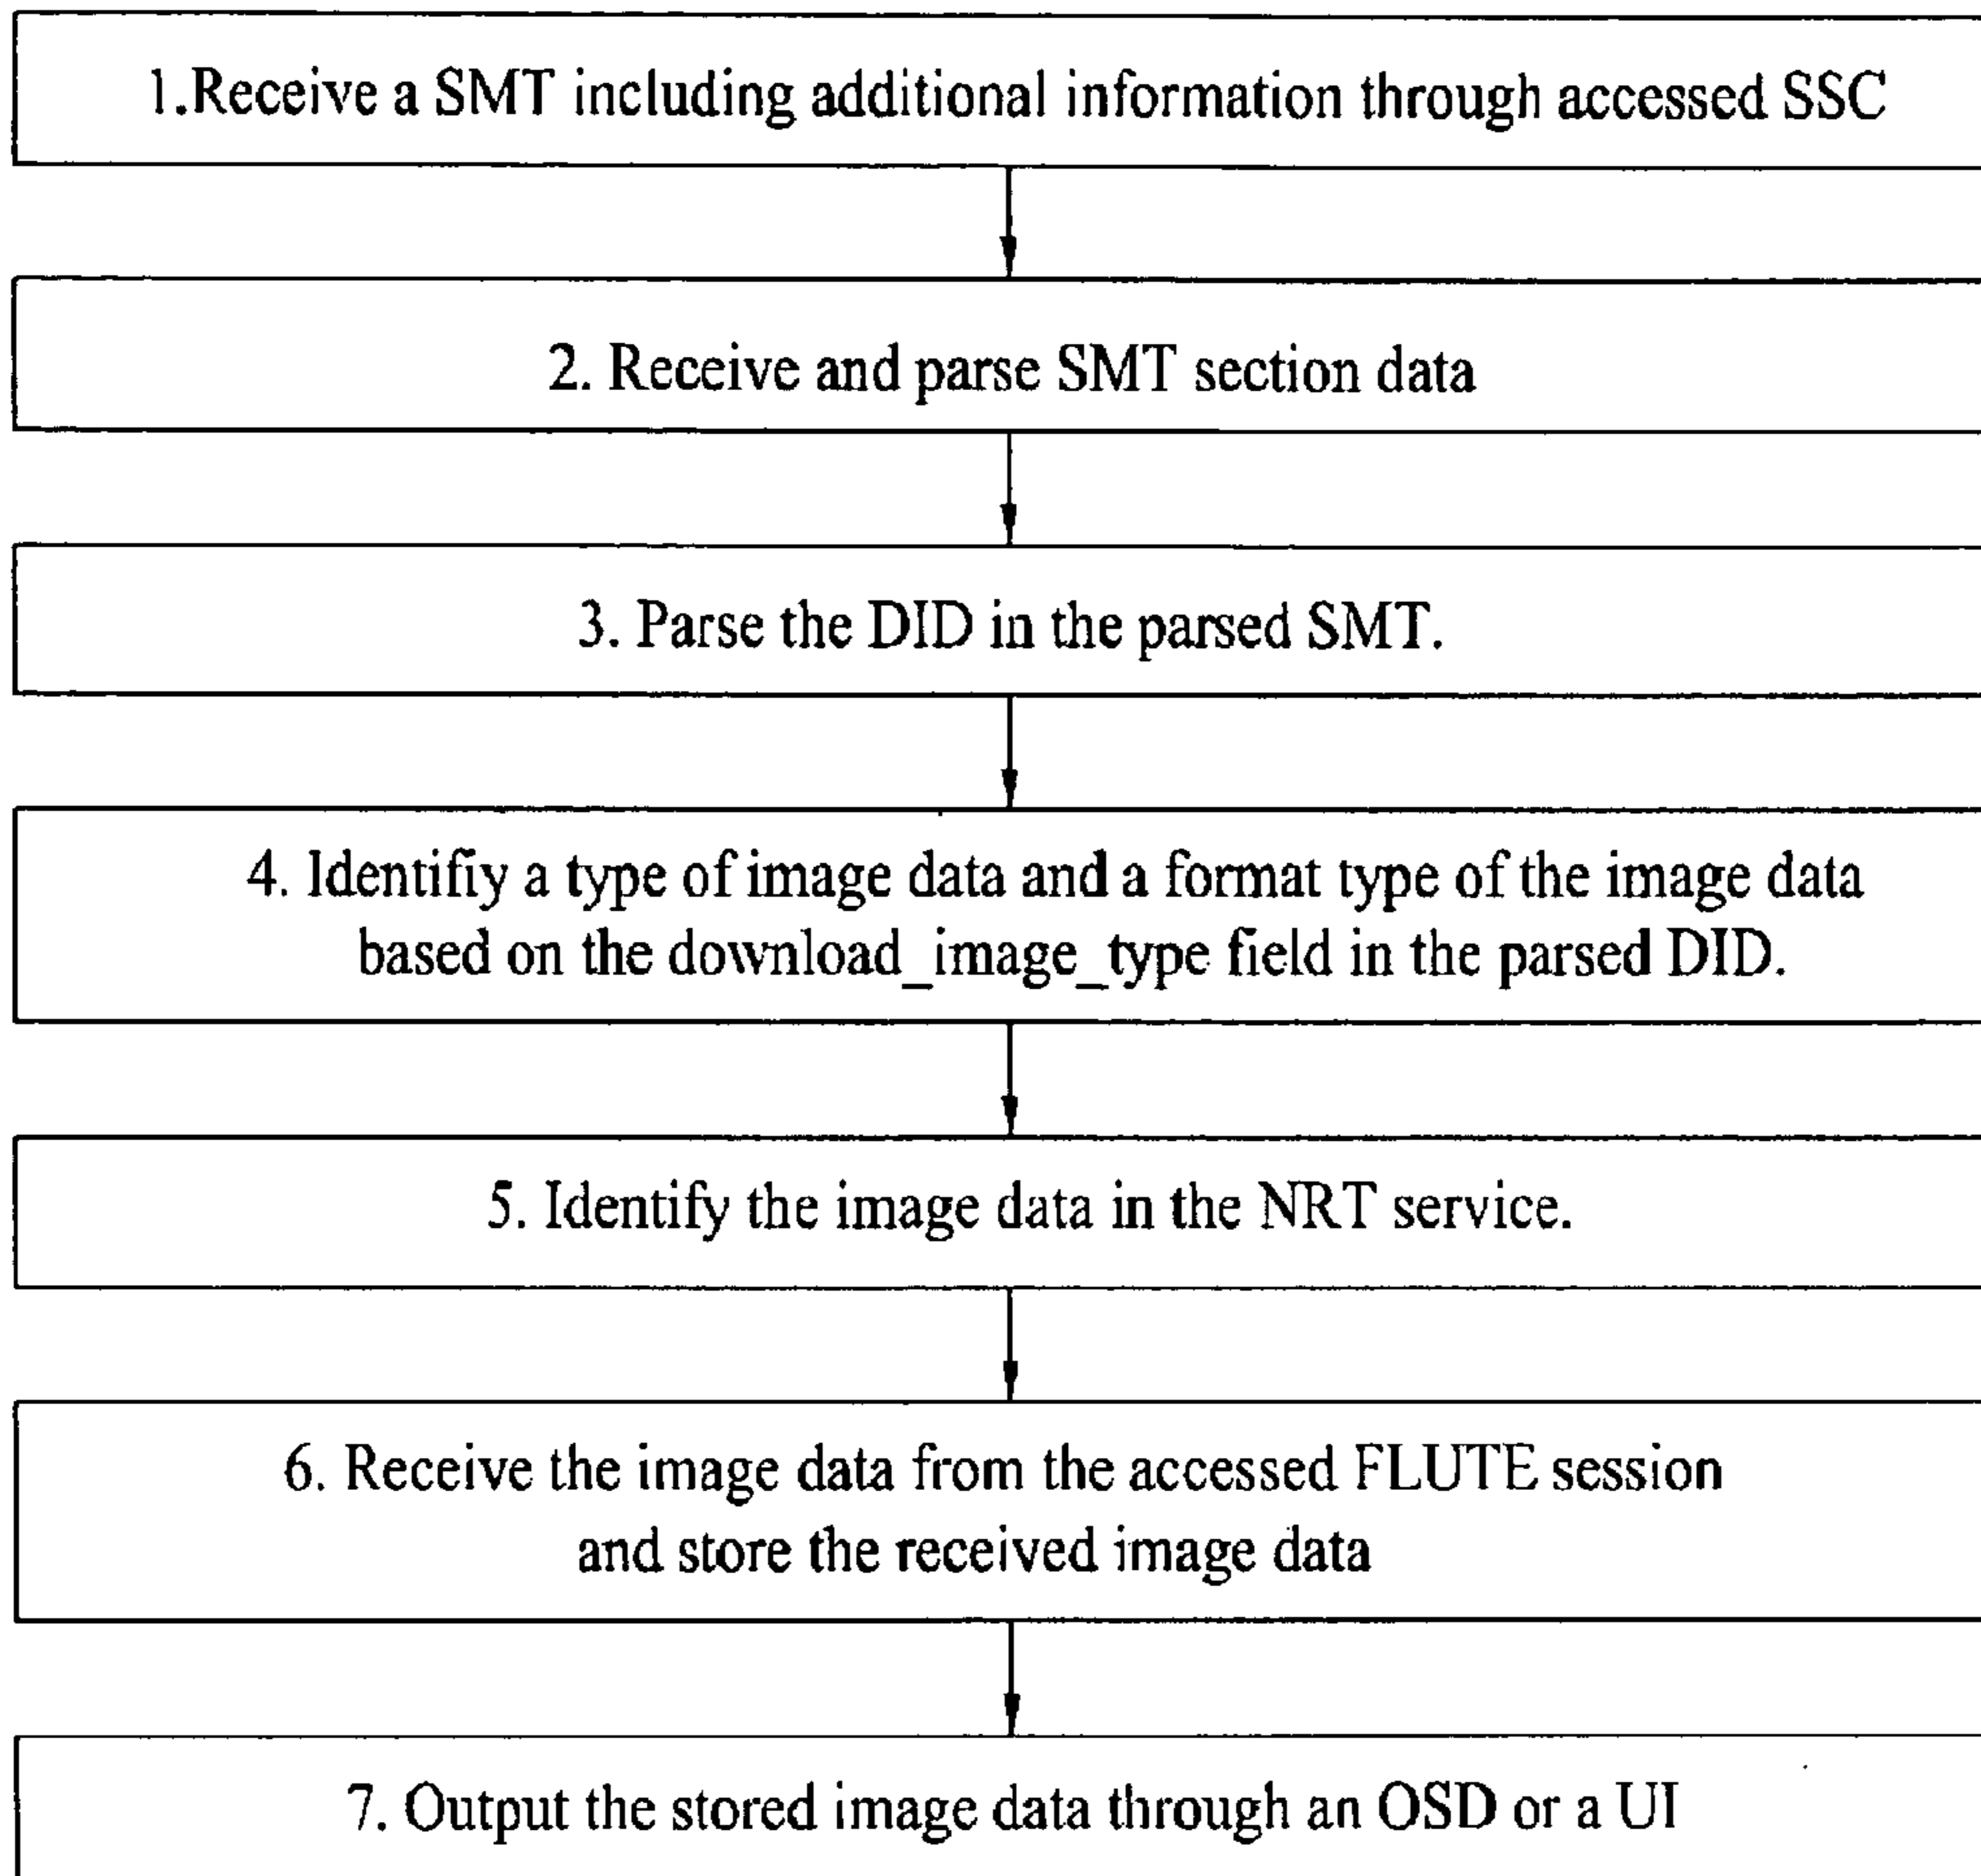 1.Receive a SMT including additional information through accessed SSC
2. Receive and parse SMT section data
3. Parse the DID in the parsed SMT.
4. Identifiy a type of image data and a format type of the image data
based on the download_image_type field in the parsed DID.
5. Identify the image data in the NRT service.
6. Receive the image data from the accessed FLUTE session
and store the received image data
7. Output the stored image data through an OSD or a UI